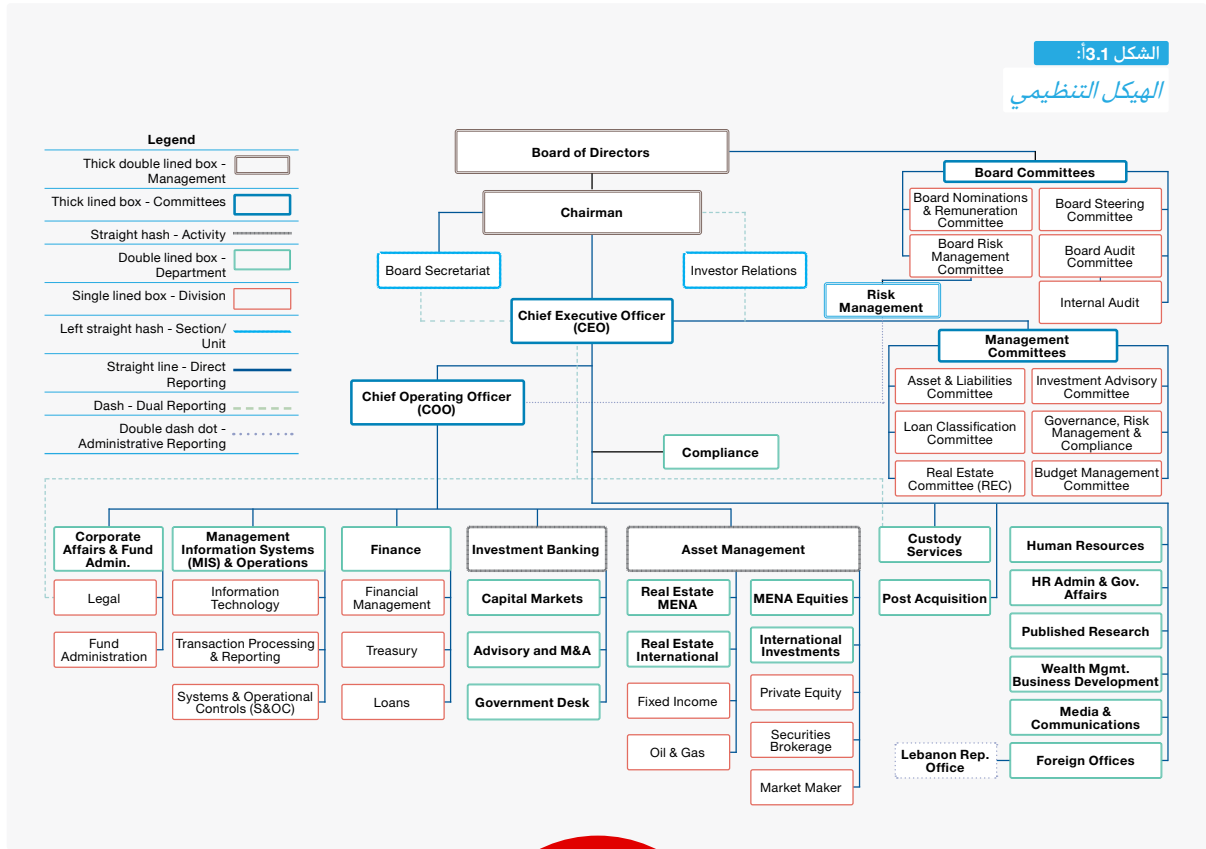 الشكل 3.1أ:
الهيكل التنظيمي
Legend
Thick double lined box -
Management
Thick lined box - Committees
Straight hash - Activity
Double lined box -
Department
Single lined box - Division
Left straight hash - Section/
Unit
Straight line - Direct
Reporting
Dash - Dual Reporting
Double dash dot -
Administrative Reporting
Board of Directors
Chairman
Board Secretariat
Investor Relations
Chief Executive Officer
(CEO)
Chief Operating Officer
(COO)
Compliance
Board Committees
Board Nominations
& Remuneration
Committee
Board Steering
Committee
Board Risk
Management
Committee
Board Audit
Committee
Internal Audit
Risk
Management
Management
Committees
Asset & Liabilities
Committee
Investment Advisory
Committee
Loan Classification
Committee
Governance, Risk
Management &
Compliance
Real Estate
Committee (REC)
Budget Management
Committee
Corporate
Affairs & Fund
Admin.
Legal
Fund
Administration
Management
Information Systems
(MIS) & Operations
Information
Technology
Transaction Processing
& Reporting
Systems & Operational
Controls (S&OC)
Finance
Financial
Management
Treasury
Loans
Investment Banking
Capital Markets
Advisory and M&A
Government Desk
Asset Management
Real Estate
MENA
Real Estate
International
Fixed Income
Oil & Gas
MENA Equities
International
Investments
Private Equity
Securities
Brokerage
Market Maker
Custody
Services
Post Acquisition
Human Resources
HR Admin & Gov.
Affairs
Published Research
Wealth Mgmt.
Business Development
Media &
Communications
Foreign Offices
Lebanon Rep.
Office